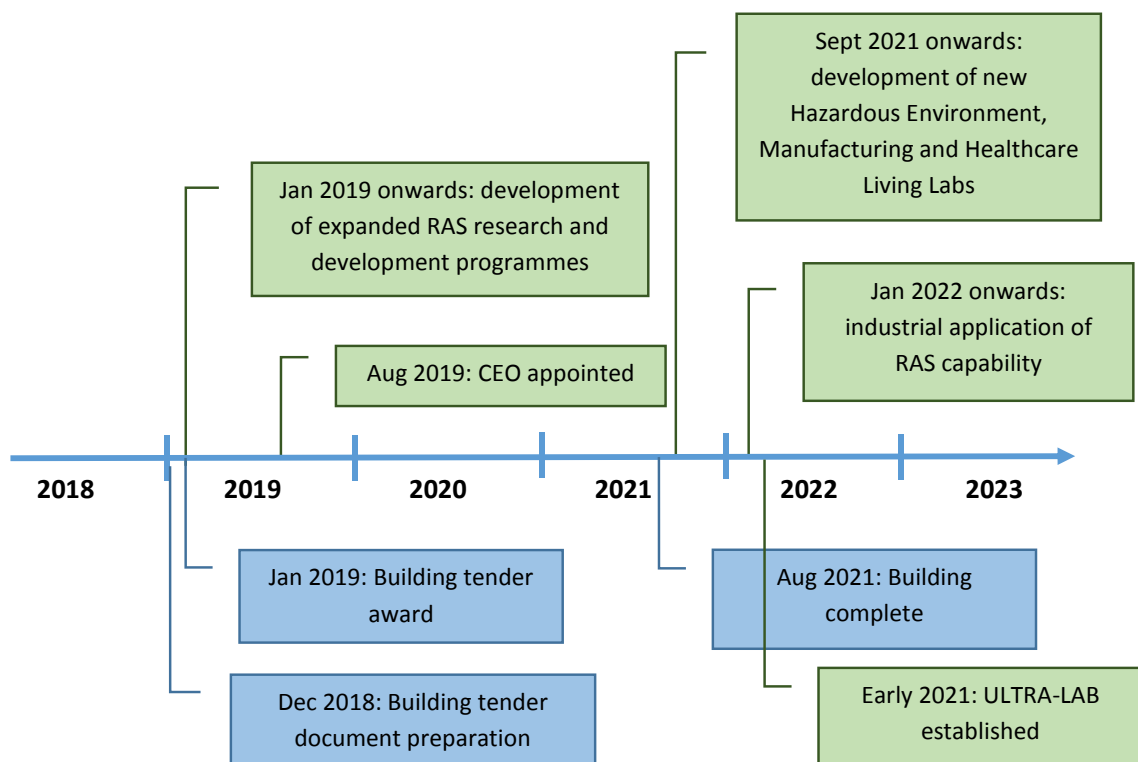 Sept 2021 onwards:
development of new
Hazardous Environment,
Manufacturing and Healthcare
Living Labs
Jan 2019 onwards: development
of expanded RAS research and
development programmes
Jan 2022 onwards:
industrial application of
RAS capability
Aug 2019: CEO appointed
2018 2019 2020 2021 2022 2023
Jan 2019: Building tender
award
Aug 2021: Building
complete
Dec 2018: Building tender
document preparation
Early 2021: ULTRA-LAB
established